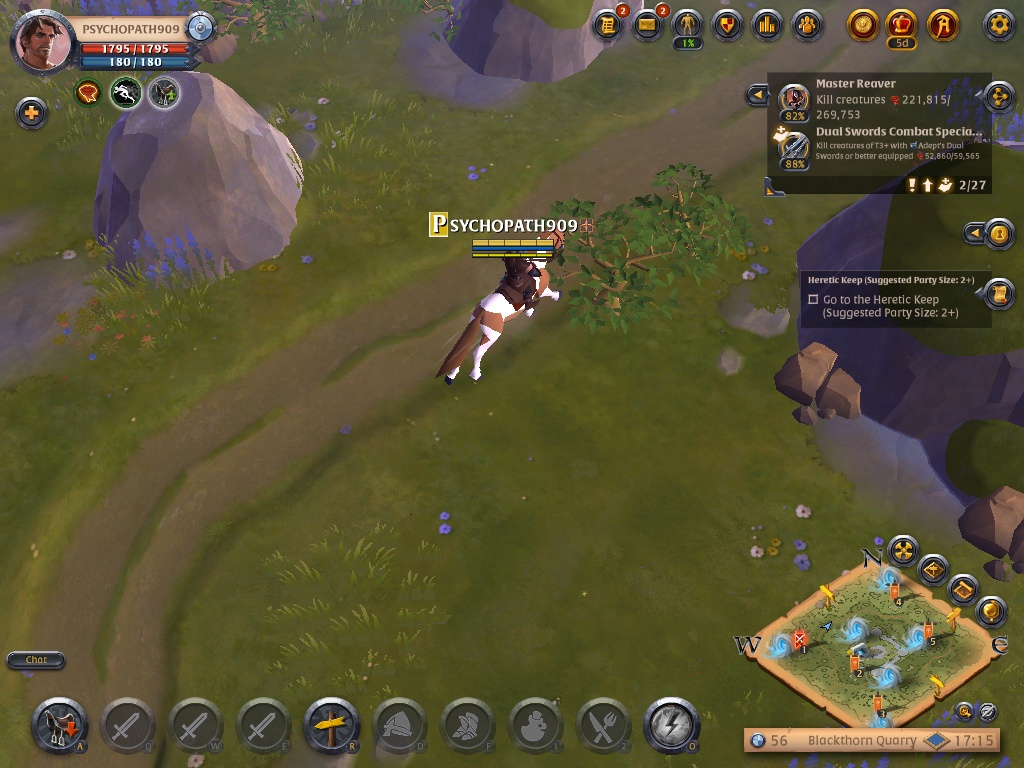 PSYCHOPATH909
1795 / 1795
180 / 180
2
2
1%
5d
Master Reaver
Kill creatures 221,815/
269,753
82%
Dual Swords Combat Specia...
Kill creatures of T3+ with Adept's Dual
Swords or better equipped 52,860/59,565
88%
2/27
PSYCHOPATH909
Heretic Keep (Suggested Party Size: 2+)
Go to the Heretic Keep
(Suggested Party Size: 2+)
N
W
E
4
1
5
2
3
Chat
A
Q
W
E
R
D
F
1
2
O
56 Blackthorn Quarry 17:15